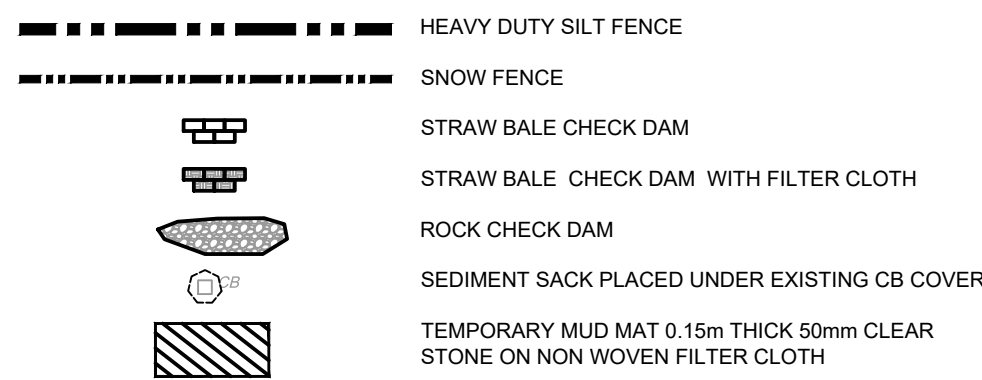 HEAVY DUTY SILT FENCE
SNOW FENCE
STRAW BALE CHECK DAM
STRAW BALE CHECK DAM WITH FILTER CLOTH
ROCK CHECK DAM
CB
SEDIMENT SACK PLACED UNDER EXISTING CB COVER
TEMPORARY MUD MAT 0.15m THICK 50mm CLEAR
STONE ON NON WOVEN FILTER CLOTH